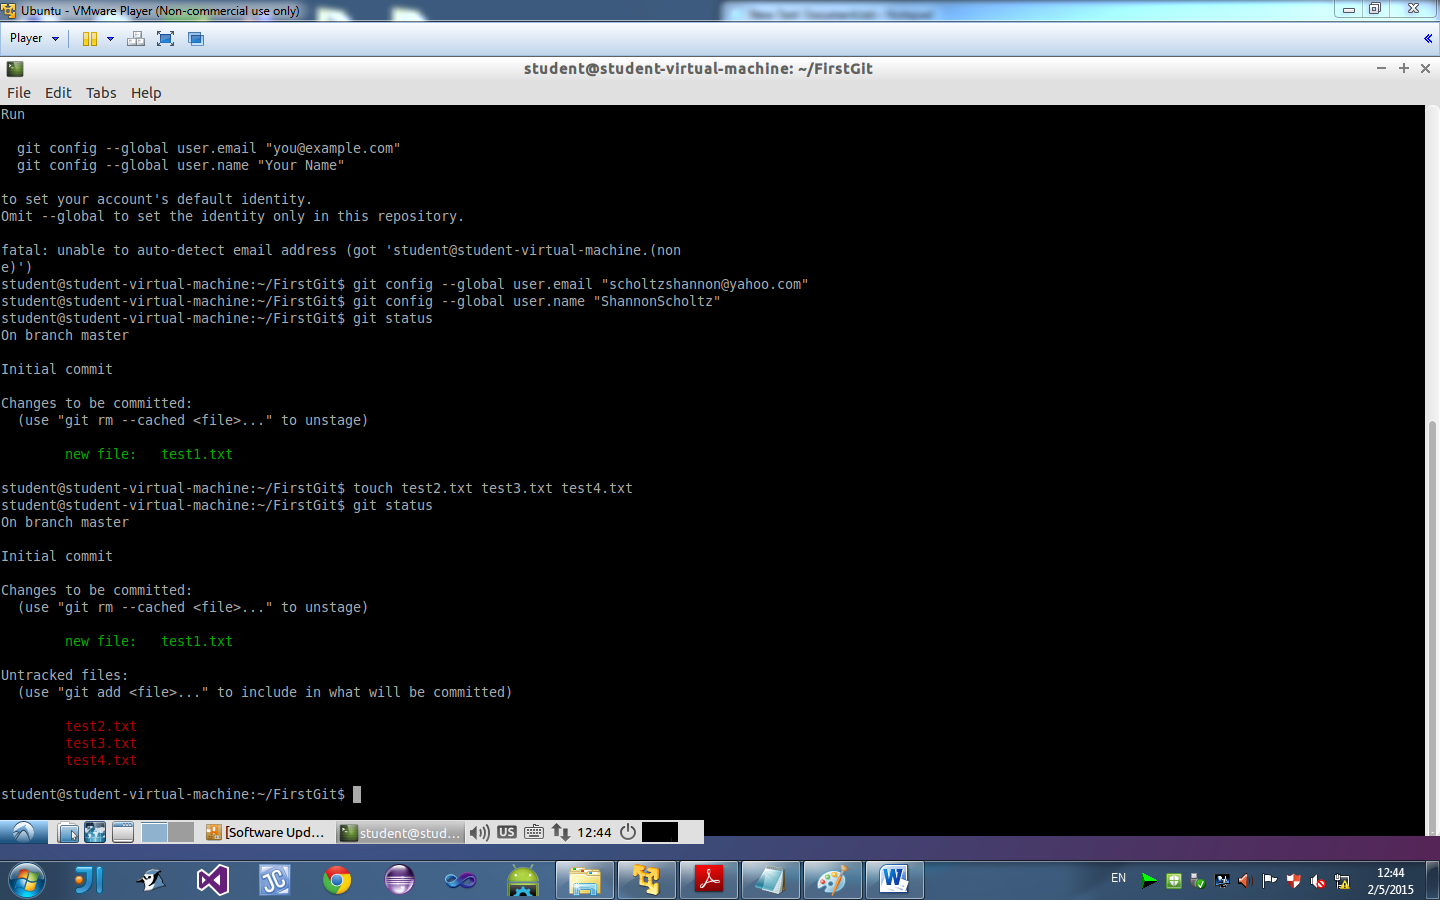 Ubuntu - VMware Player (Non-commercial use only)
Player
student@student-virtual-machine: ~/FirstGit
File Edit Tabs Help
Run
git config --global user.email "you@example.com"
git config --global user.name "Your Name"
to set your account's default identity.
Omit --global to set the identity only in this repository.
fatal: unable to auto-detect email address (got 'student@student-virtual-machine.(non
e)')
student@student-virtual-machine:~/FirstGit$ git config --global user.email "scholtzshannon@yahoo.com"
student@student-virtual-machine:~/FirstGit$ git config --global user.name "ShannonScholtz"
student@student-virtual-machine:~/FirstGit$ git status
On branch master
Initial commit
Changes to be committed:
(use "git rm --cached <file>..." to unstage)
new file:   test1.txt
student@student-virtual-machine:~/FirstGit$ touch test2.txt test3.txt test4.txt
student@student-virtual-machine:~/FirstGit$ git status
On branch master
Initial commit
Changes to be committed:
(use "git rm --cached <file>..." to unstage)
new file:   test1.txt
Untracked files:
(use "git add <file>..." to include in what will be committed)
test2.txt
test3.txt
test4.txt
student@student-virtual-machine:~/FirstGit$
[Software Upd... student@stud... US 12:44
EN 12:44
2/5/2015